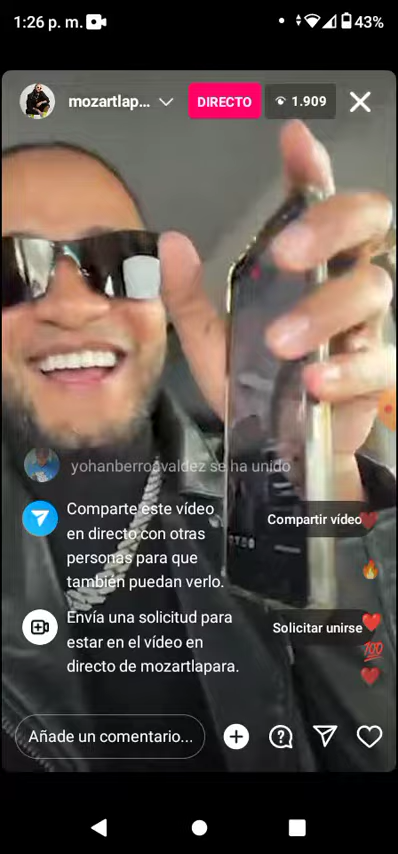 1:26 p. m.
43%
mozartlap...
DIRECTO
1.909
yohanberroavaldez se ha unido
Comparte este vídeo
en directo con otras
personas para que
también puedan verlo.
Compartir vídeo
Envía una solicitud para
estar en el vídeo en
directo de mozartlapara.
Solicitar unirse
100
Añade un comentario...